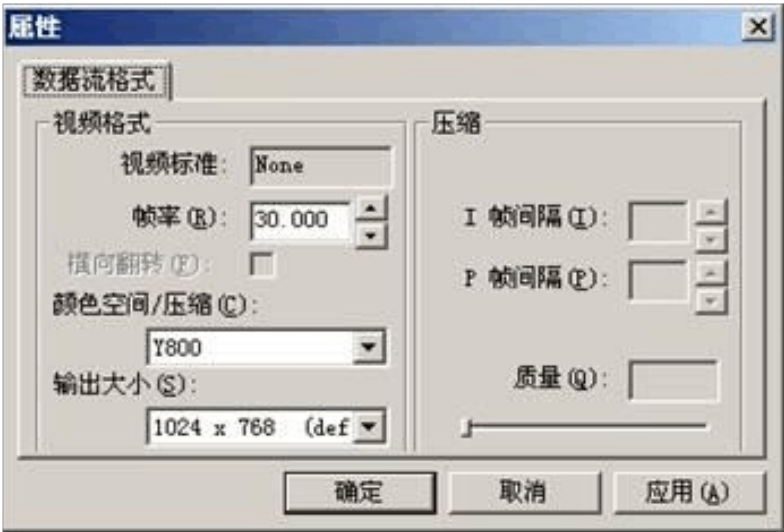 属性
数据流格式
视频格式
视频标准: None
帧率(R): 30.000
横向翻转(F):
颜色空间/压缩(C):
Y800
输出大小(S):
1024 x 768 (def
压缩
I 帧间隔(I):
P 帧间隔(P):
质量(Q):
确定
取消
应用(A)